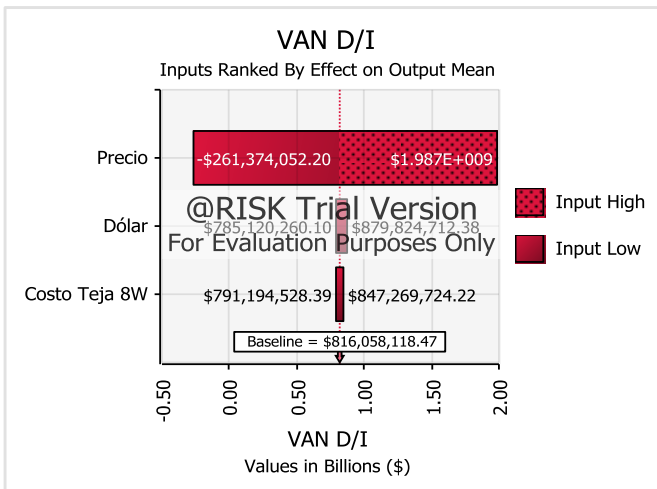 VAN D/I
Inputs Ranked By Effect on Output Mean
Precio
-$261,374,052.20
$1.987E+009
@RISK Trial Version
Dólar
$785,120,260.10
$879,824,712.38
For Evaluation Purposes Only
Costo Teja 8W
$791,194,528.39
$847,269,724.22
Baseline = $816,058,118.47
Input High
Input Low
-0.50
0.00
0.50
1.00
1.50
2.00
VAN D/I
Values in Billions ($)